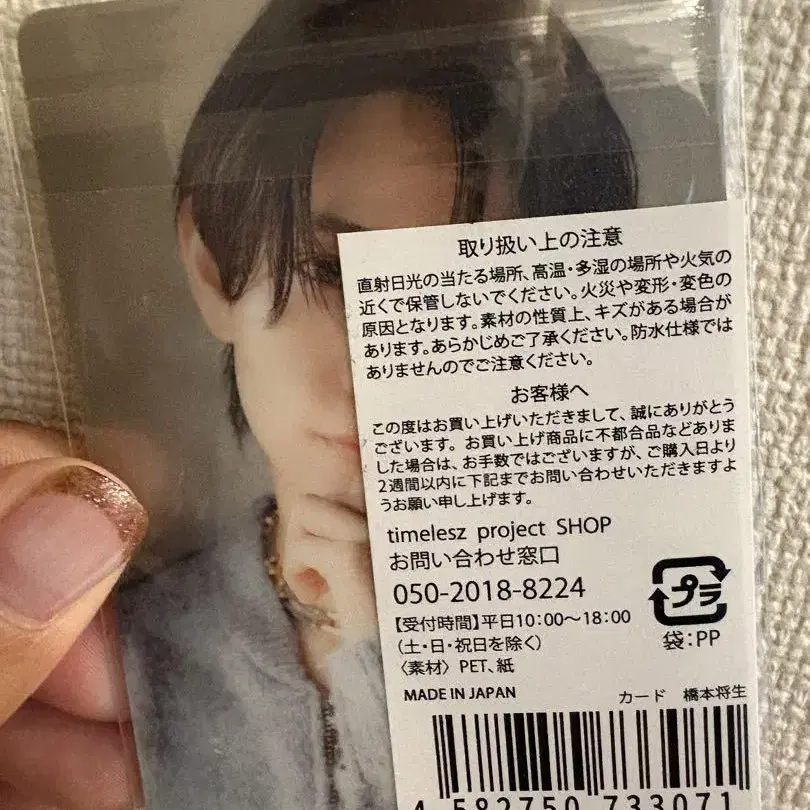 取り扱い上の注意
直射日光の当たる場所、高温・多湿の場所や火気の
近くで保管しないでください。火災や変形・変色の
原因となります。素材の性質上、キズがある場合が
あります。あらかじめご了承ください。防水仕様では
ありませんのでご注意ください。
お客様へ
この度はお買い上げいただきまして、誠にありがとう
ございます。お買い上げ商品に不都合品などありま
した場合は、お手数ではございますが、ご購入日より
2週間以内に下記までお問い合わせいただきますよ
うお願い申し上げます。
timelesz project SHOP
お問い合わせ窓口
050-2018-8224
【受付時間】平日10:00〜18:00
(土・日・祝日を除く)
〈素材〉PET、紙
プラ
袋:PP
MADE IN JAPAN
カード 橋本将生
4 582750 733071